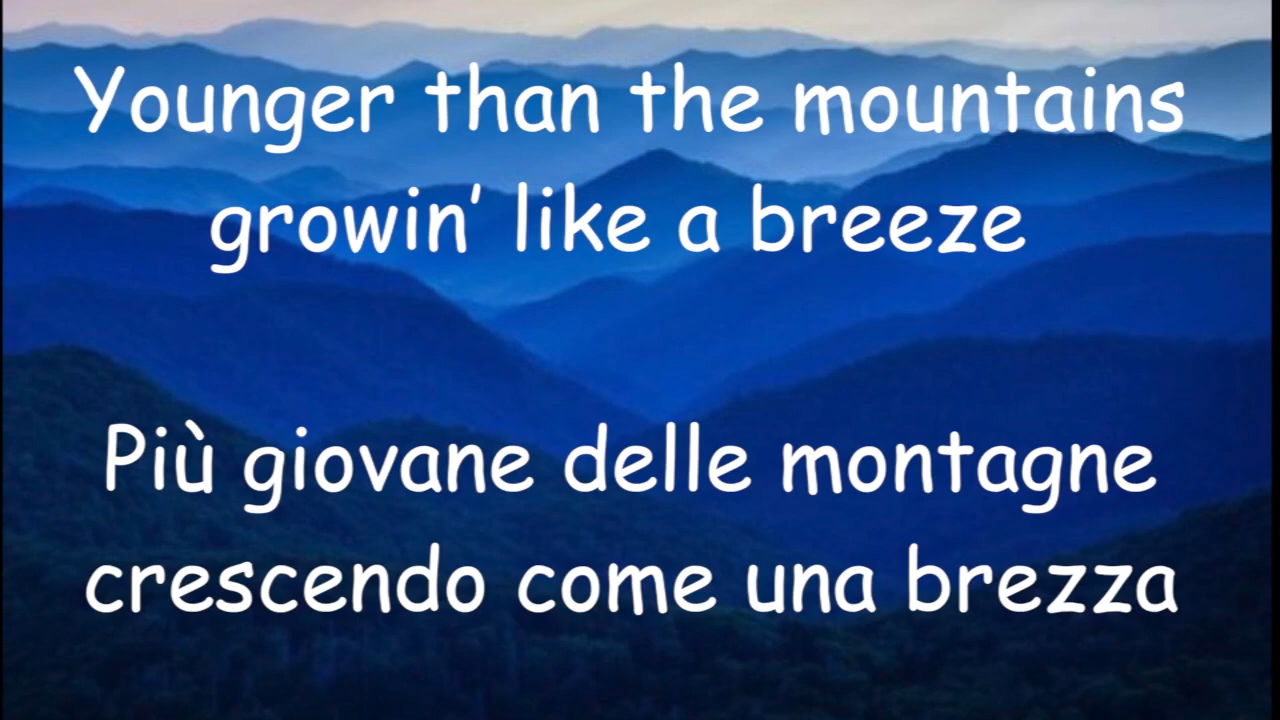 Younger than the mountains
growin’ like a breeze
Più giovane delle montagne
crescendo come una brezza